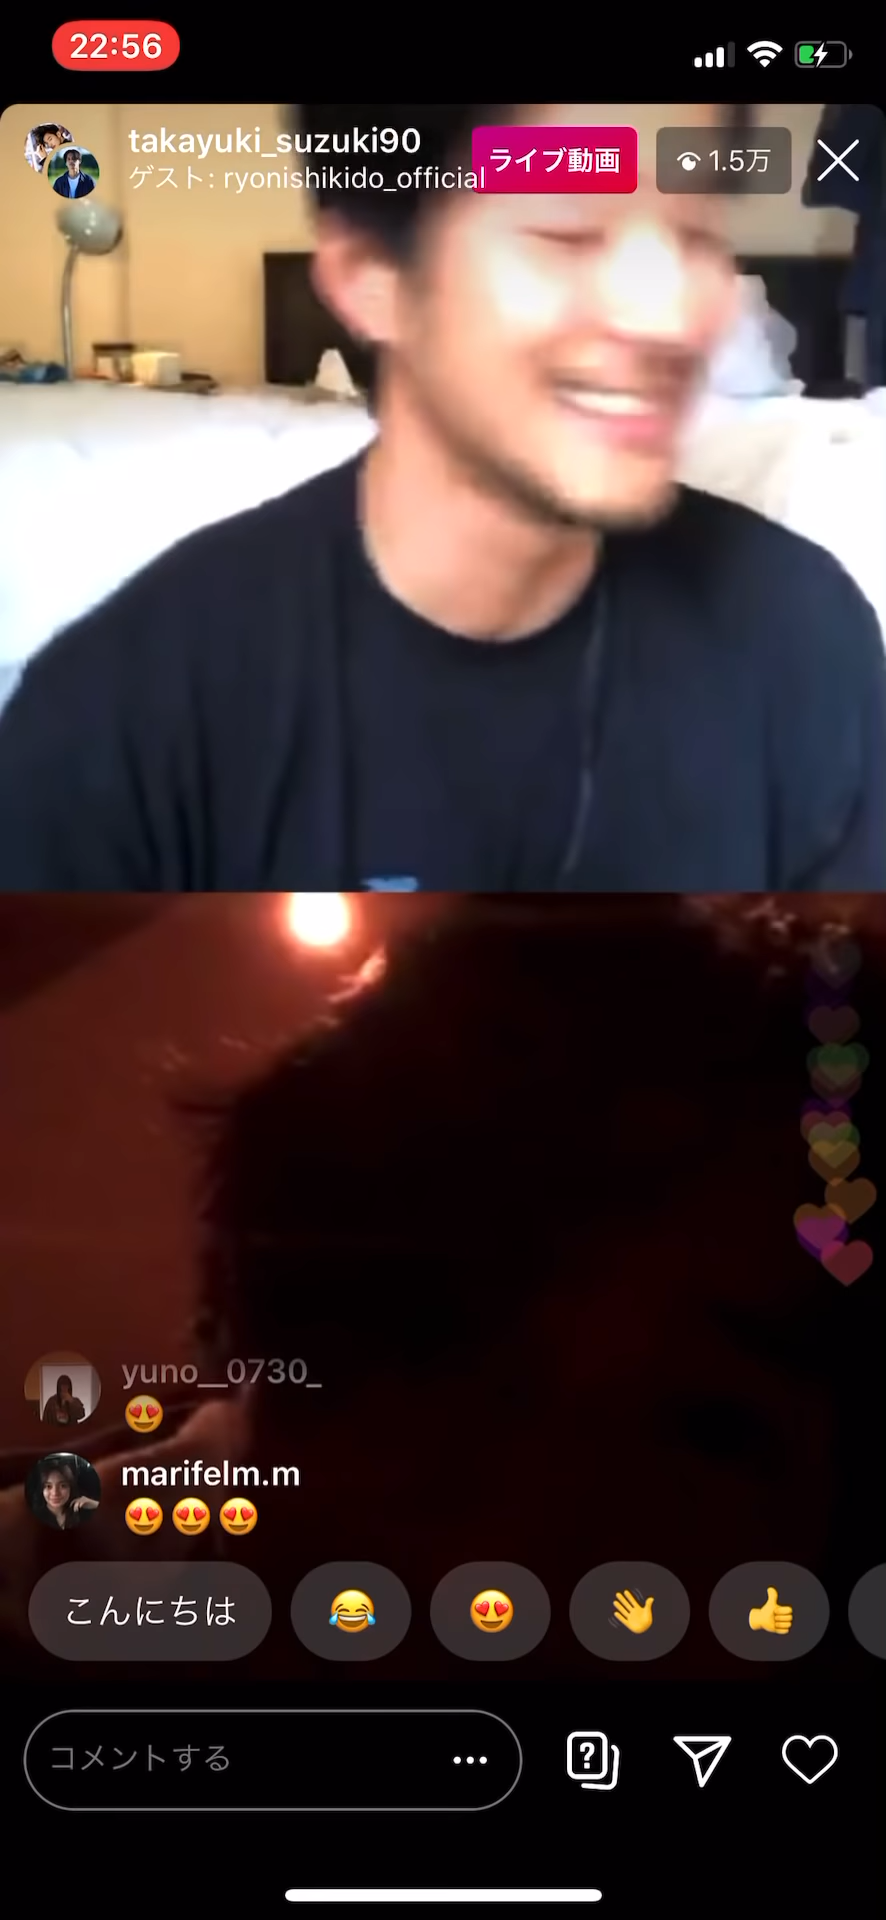 22:56
takayuki_suzuki90
ゲスト: ryonishikido_official
ライブ動画
1.5万
yuno__0730_
😍
marifelm.m
😍😍😍
こんにちは 😂 😍 👋 👍
コメントする